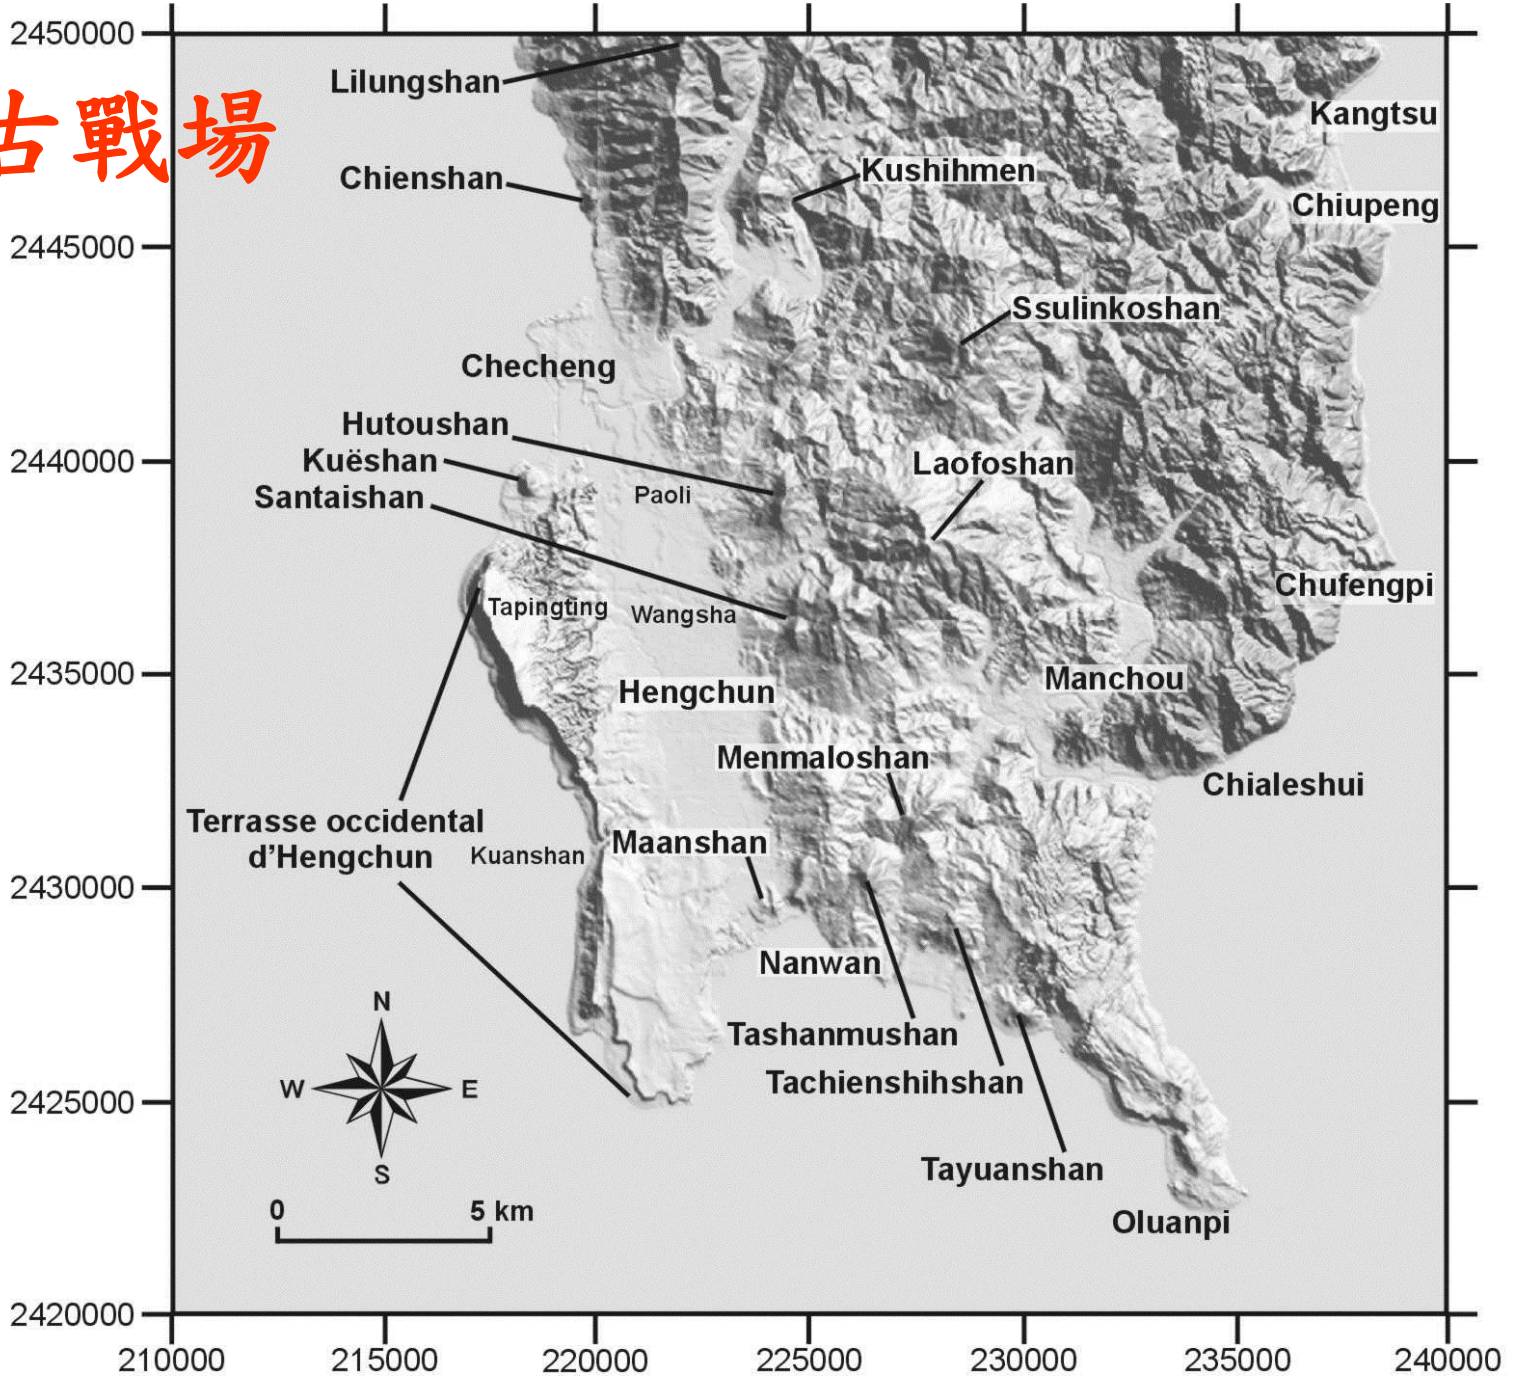 2450000
Lilungshan
古戰場
Kangtsu
Chienshan
Kushihmen
Chiupeng
2445000
Ssulinkoshan
Checheng
Hutoushan
Kuëshan
2440000
Laofoshan
Santaishan
Paoli
Chufengpi
Tapingting
Wangsha
2435000
Manchou
Hengchun
Menmaloshan
Chialeshui
Terrasse occidental
d'Hengchun
Maanshan
Kuanshan
2430000
Nanwan
N
Tashanmushan
W
E
Tachienshihshan
2425000
S
Tayuanshan
0
5 km
Oluanpi
2420000
210000
215000
220000
225000
230000
235000
240000